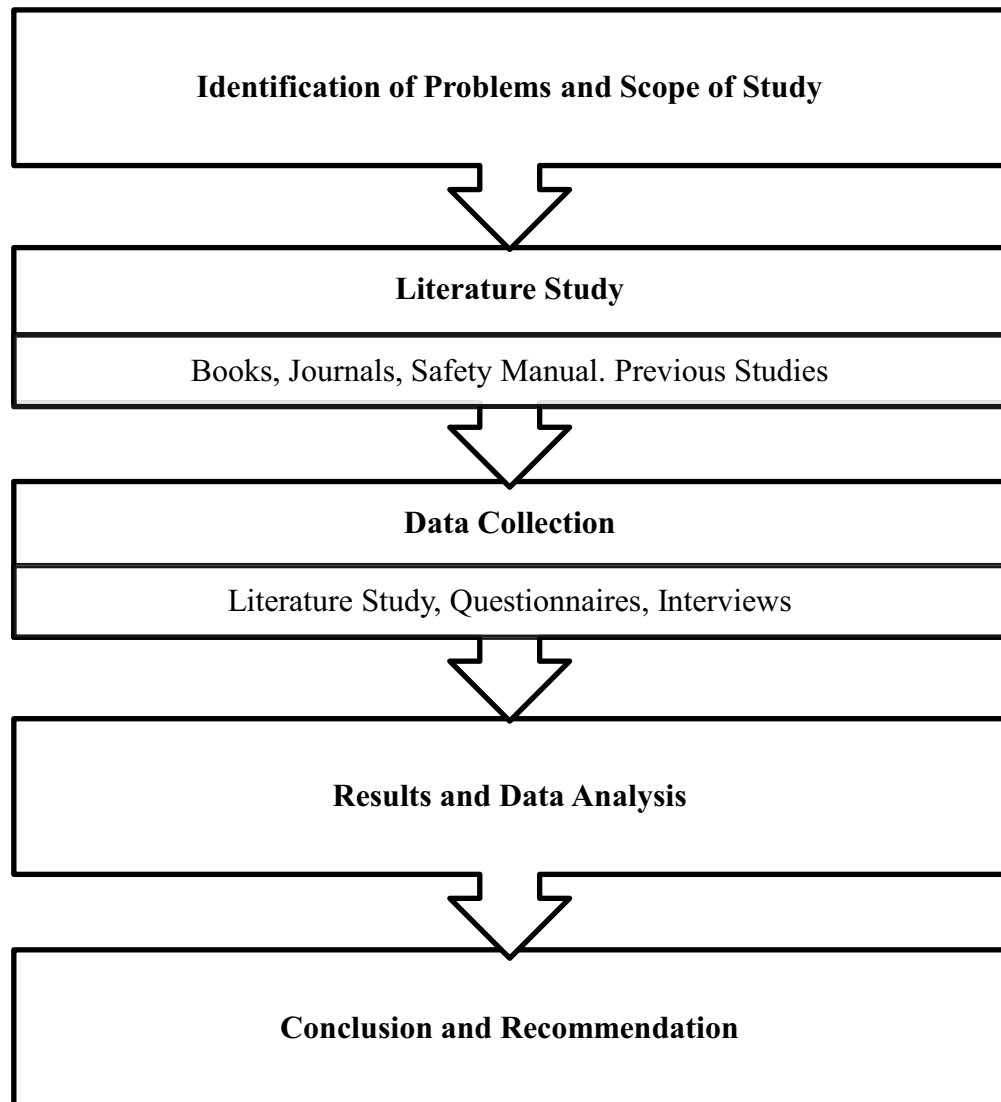 Identification of Problems and Scope of Study
Literature Study
Books, Journals, Safety Manual. Previous Studies
Data Collection
Literature Study, Questionnaires, Interviews
Results and Data Analysis
Conclusion and Recommendation